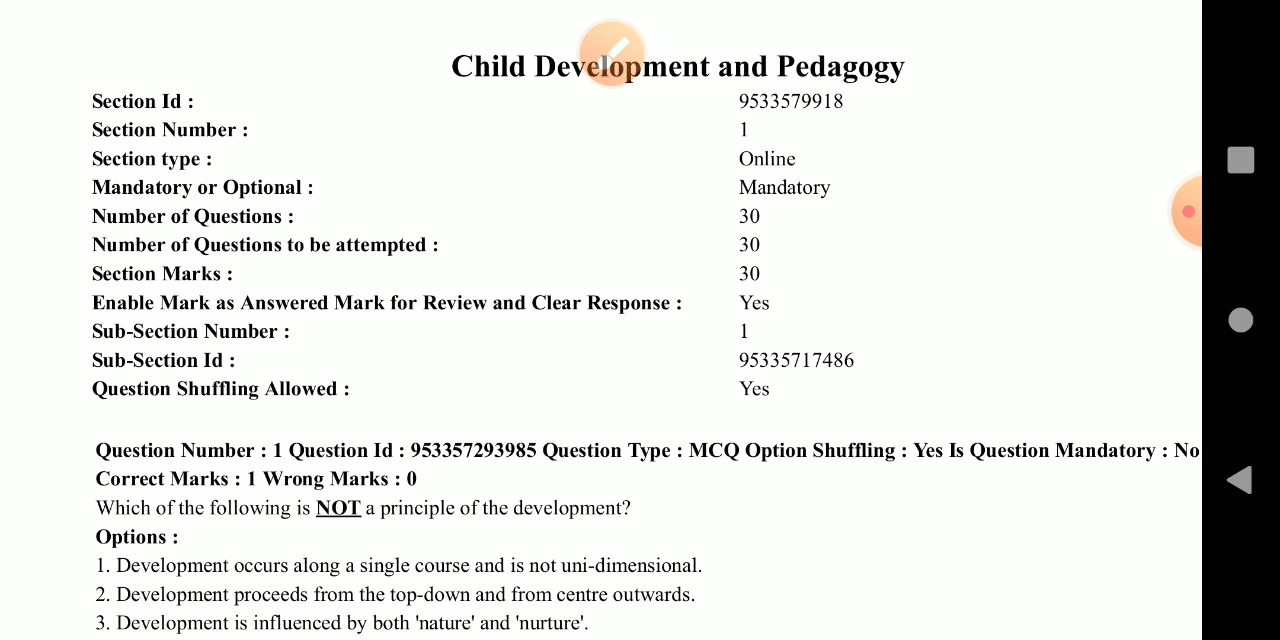 Child Development and Pedagogy
Section Id : 9533579918
Section Number : 1
Section type : Online
Mandatory or Optional : Mandatory
Number of Questions : 30
Number of Questions to be attempted : 30
Section Marks : 30
Enable Mark as Answered Mark for Review and Clear Response : Yes
Sub-Section Number : 1
Sub-Section Id : 95335717486
Question Shuffling Allowed : Yes
Question Number : 1 Question Id : 953357293985 Question Type : MCQ Option Shuffling : Yes Is Question Mandatory : No
Correct Marks : 1 Wrong Marks : 0
Which of the following is NOT a principle of the development?
Options :
1. Development occurs along a single course and is not uni-dimensional.
2. Development proceeds from the top-down and from centre outwards.
3. Development is influenced by both 'nature' and 'nurture'.